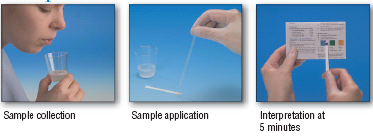 Sample collection
Sample application
Interpretation at
5 minutes